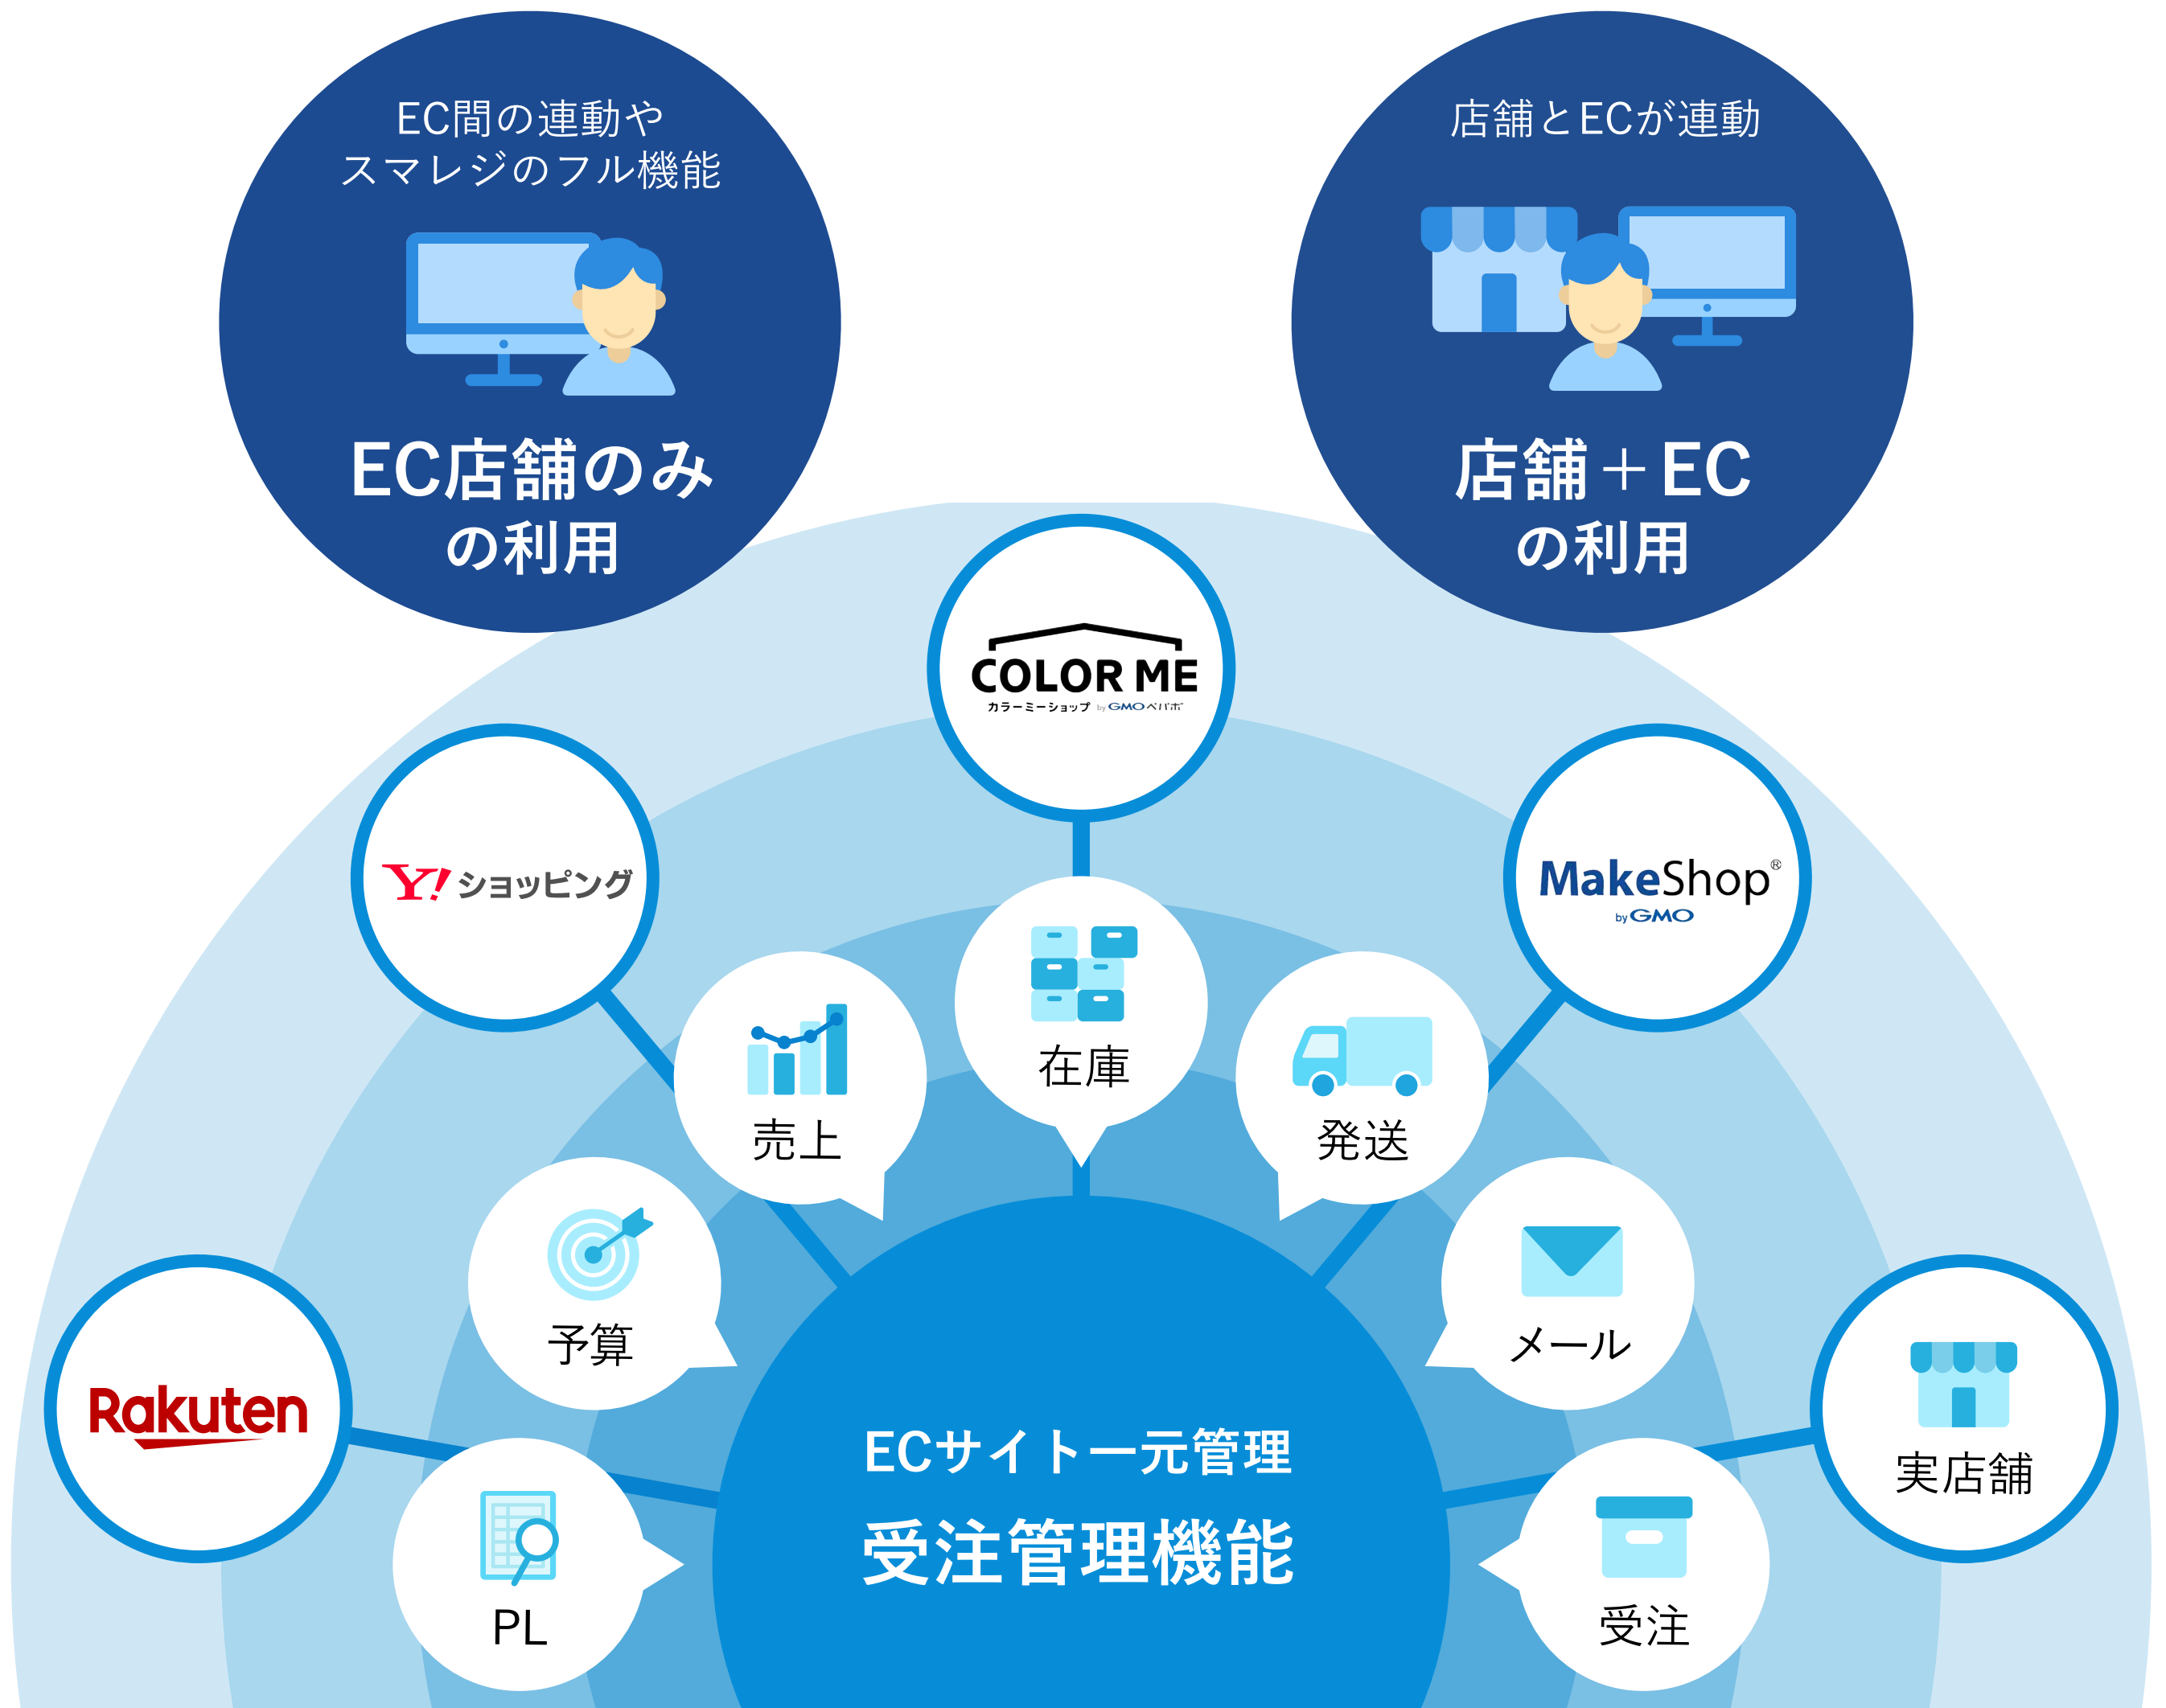 EC間の連動や
スマレジのフル機能
EC店舗のみ
の利用
店舗とECが連動
店舗＋EC
の利用
COLOR ME
カラーミーショップ by GMOペパボ
Y!ショッピング
MakeShop®
by GMO
在庫
売上
発送
予算
メール
Rakuten
実店舗
PL
受注
ECサイト一元管理
受注管理機能